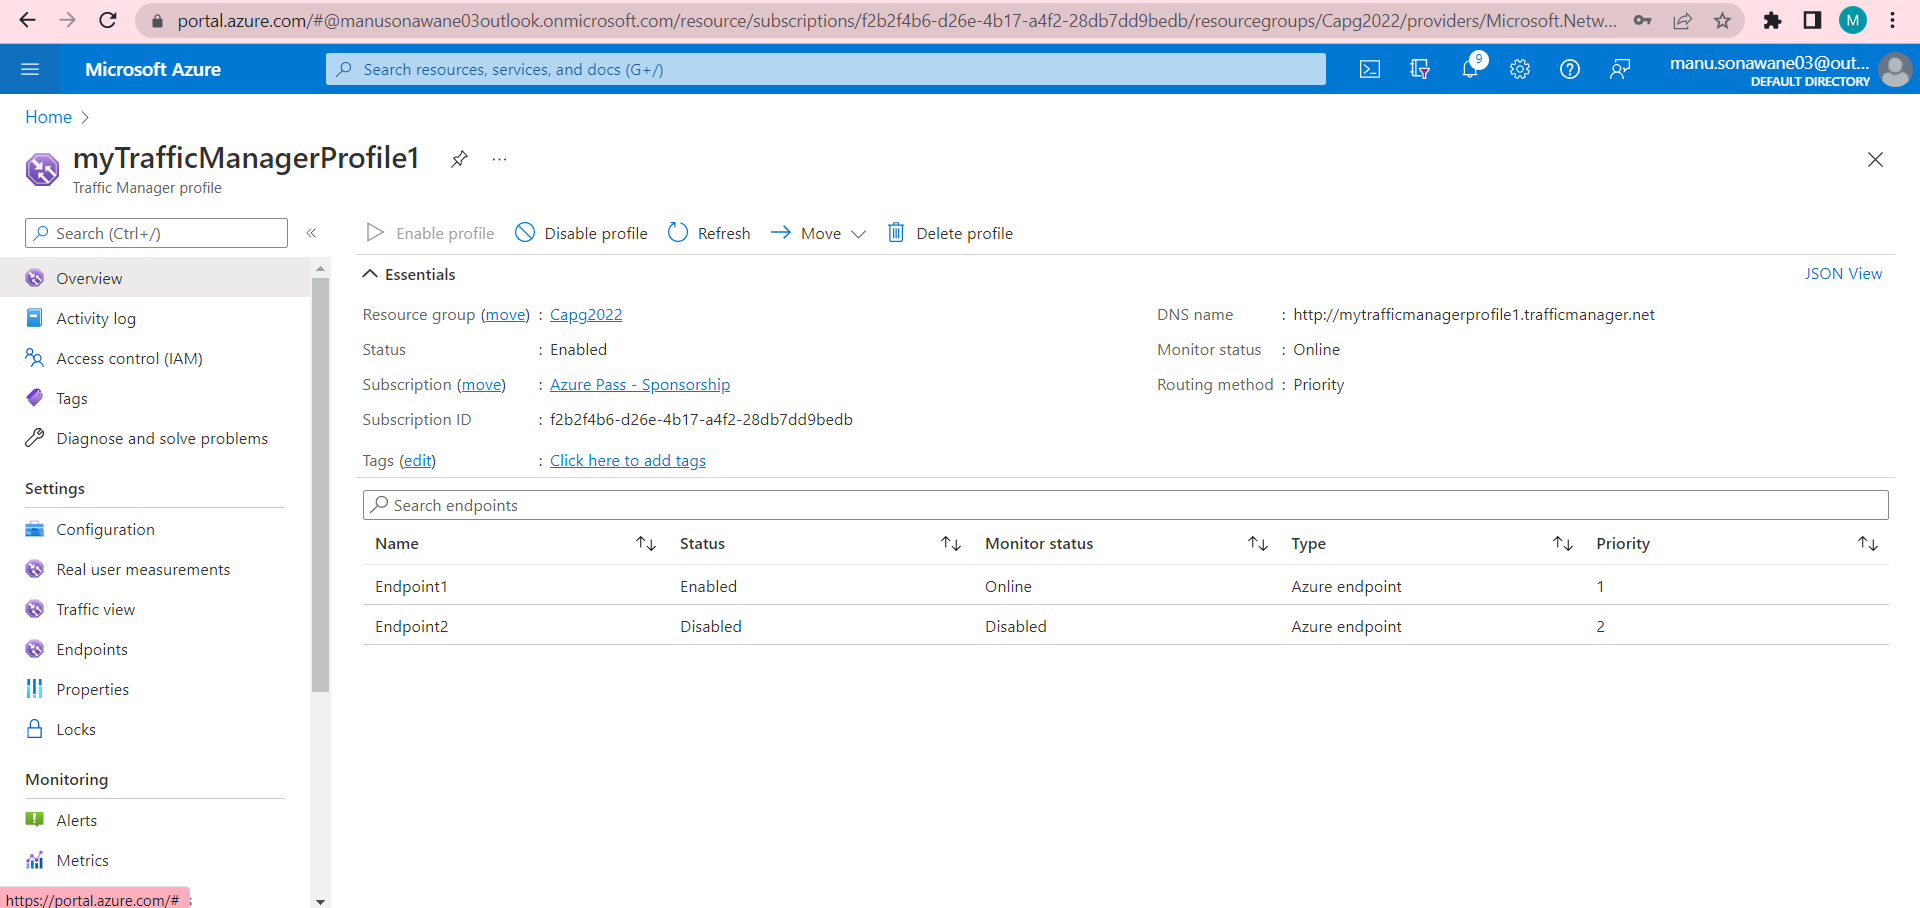 portal.azure.com/#@manusonawane03outlook.onmicrosoft.com/resource/subscriptions/f2b2f4b6-d26e-4b17-a4f2-28db7dd9bedb/resourcegroups/Capg2022/providers/Microsoft.Netw...
M
Microsoft Azure
Search resources, services, and docs (G+/)
9
manu.sonawane03@out...
DEFAULT DIRECTORY
Home
myTrafficManagerProfile1
...
Traffic Manager profile
Search (Ctrl+/)
«
Enable profile
Disable profile
Refresh
Move
Delete profile
Overview
Activity log
Access control (IAM)
Tags
Diagnose and solve problems
Settings
Configuration
Real user measurements
Traffic view
Endpoints
Properties
Locks
Monitoring
Alerts
Metrics
https://portal.azure.com/#
Essentials
JSON View
Resource group (move) : Capg2022
Status : Enabled
Subscription (move) : Azure Pass - Sponsorship
Subscription ID : f2b2f4b6-d26e-4b17-a4f2-28db7dd9bedb
Tags (edit) : Click here to add tags
DNS name : http://mytrafficmanagerprofile1.trafficmanager.net
Monitor status : Online
Routing method : Priority
Search endpoints
Name Status Monitor status Type Priority
Endpoint1 Enabled Online Azure endpoint 1
Endpoint2 Disabled Disabled Azure endpoint 2